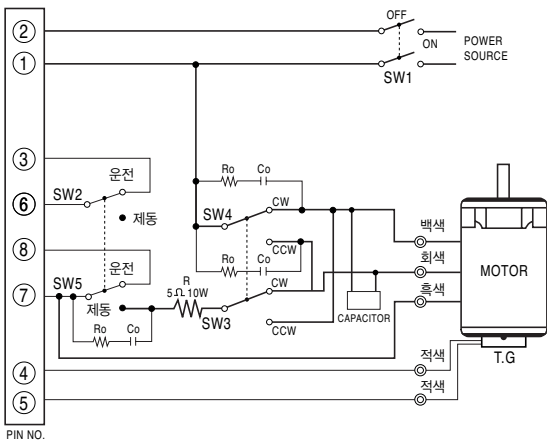 OFF
②
ON
POWER
SOURCE
①
SW1
③
Ro
Co
운전
CW
SW2
⑥
제동
SW4
백색
CCW
⑧
Ro
Co
회색
운전
CW
MOTOR
SW5
R
5Ω 10W
⑦
흑색
제동
SW3
CAPACITOR
CCW
Ro
Co
적색
T.G
④
적색
⑤
PIN NO.